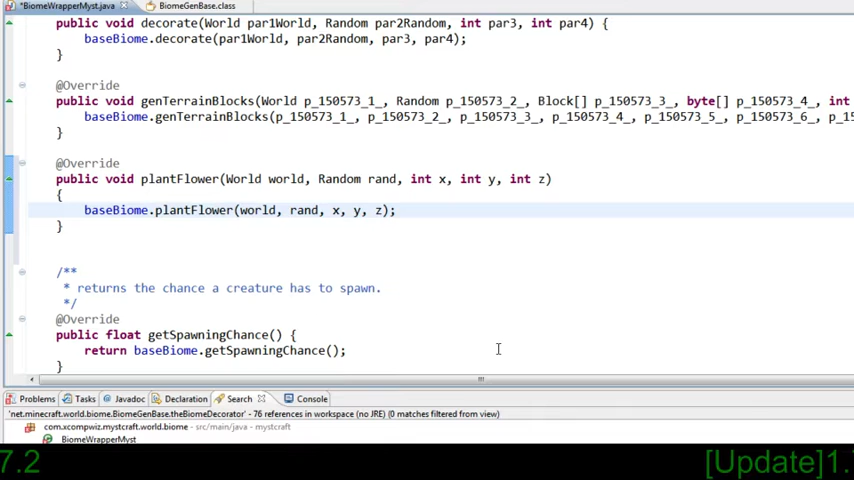 *BiomeWrapperMyst.java BiomeGenBase.class
public void decorate(World par1World, Random par2Random, int par3, int par4) {
baseBiome.decorate(par1World, par2Random, par3, par4);
}
@Override
public void genTerrainBlocks(World p_150573_1_, Random p_150573_2_, Block[] p_150573_3_, byte[] p_150573_4_, int
baseBiome.genTerrainBlocks(p_150573_1_, p_150573_2_, p_150573_3_, p_150573_4_, p_150573_5_, p_150573_6_, p_15057
}
@Override
public void plantFlower(World world, Random rand, int x, int y, int z)
{
baseBiome.plantFlower(world, rand, x, y, z);
}
/**
* returns the chance a creature has to spawn.
*/
@Override
public float getSpawningChance() {
return baseBiome.getSpawningChance();
}
Problems Tasks Javadoc Declaration Search Console
'net.minecraft.world.biome.BiomeGenBase.theBiomeDecorator' - 76 references in workspace (no JRE) (0 matches filtered from view)
com.xcompwiz.mystcraft.world.biome - src/main/java - mystcraft
BiomeWrapperMyst
7.2 [Update]1.7